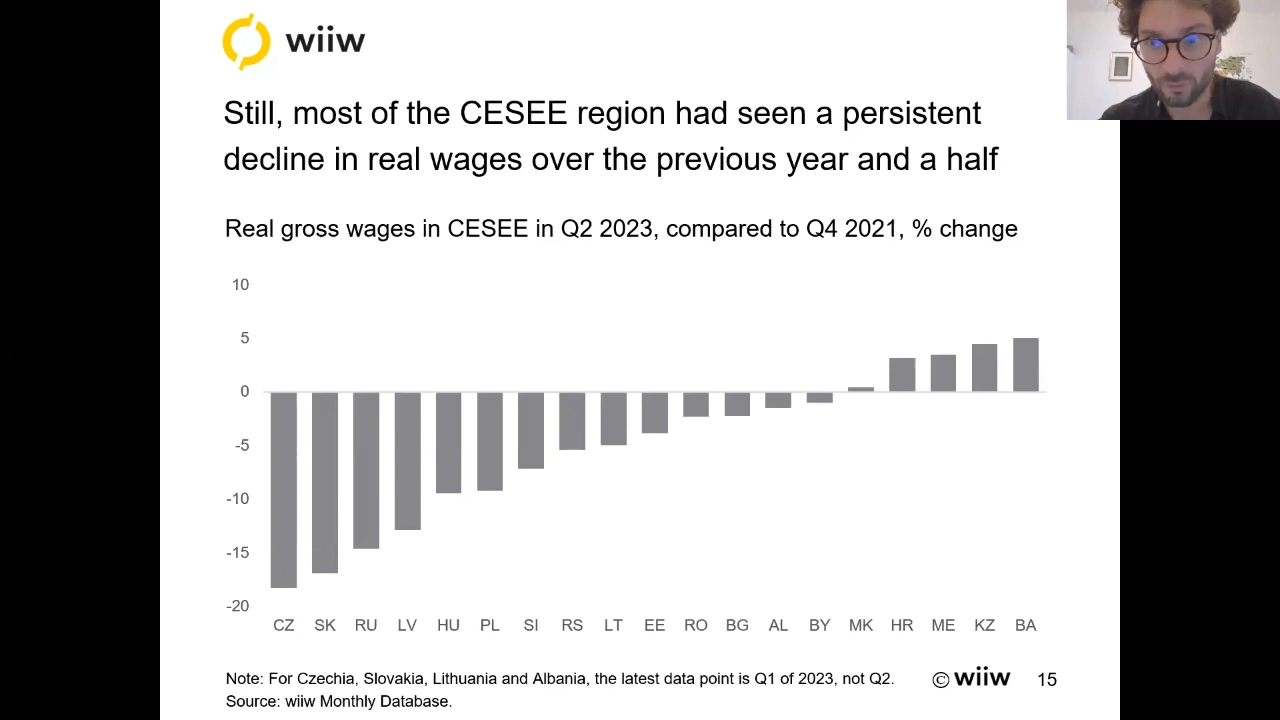 wiiw
Still, most of the CESEE region had seen a persistent
decline in real wages over the previous year and a half
Real gross wages in CESEE in Q2 2023, compared to Q4 2021, % change
10
5
0
-5
-10
-15
-20
CZ SK RU LV HU PL SI RS LT EE RO BG AL BY MK HR ME KZ BA
Note: For Czechia, Slovakia, Lithuania and Albania, the latest data point is Q1 of 2023, not Q2.
Source: wiiw Monthly Database.
© wiiw 15